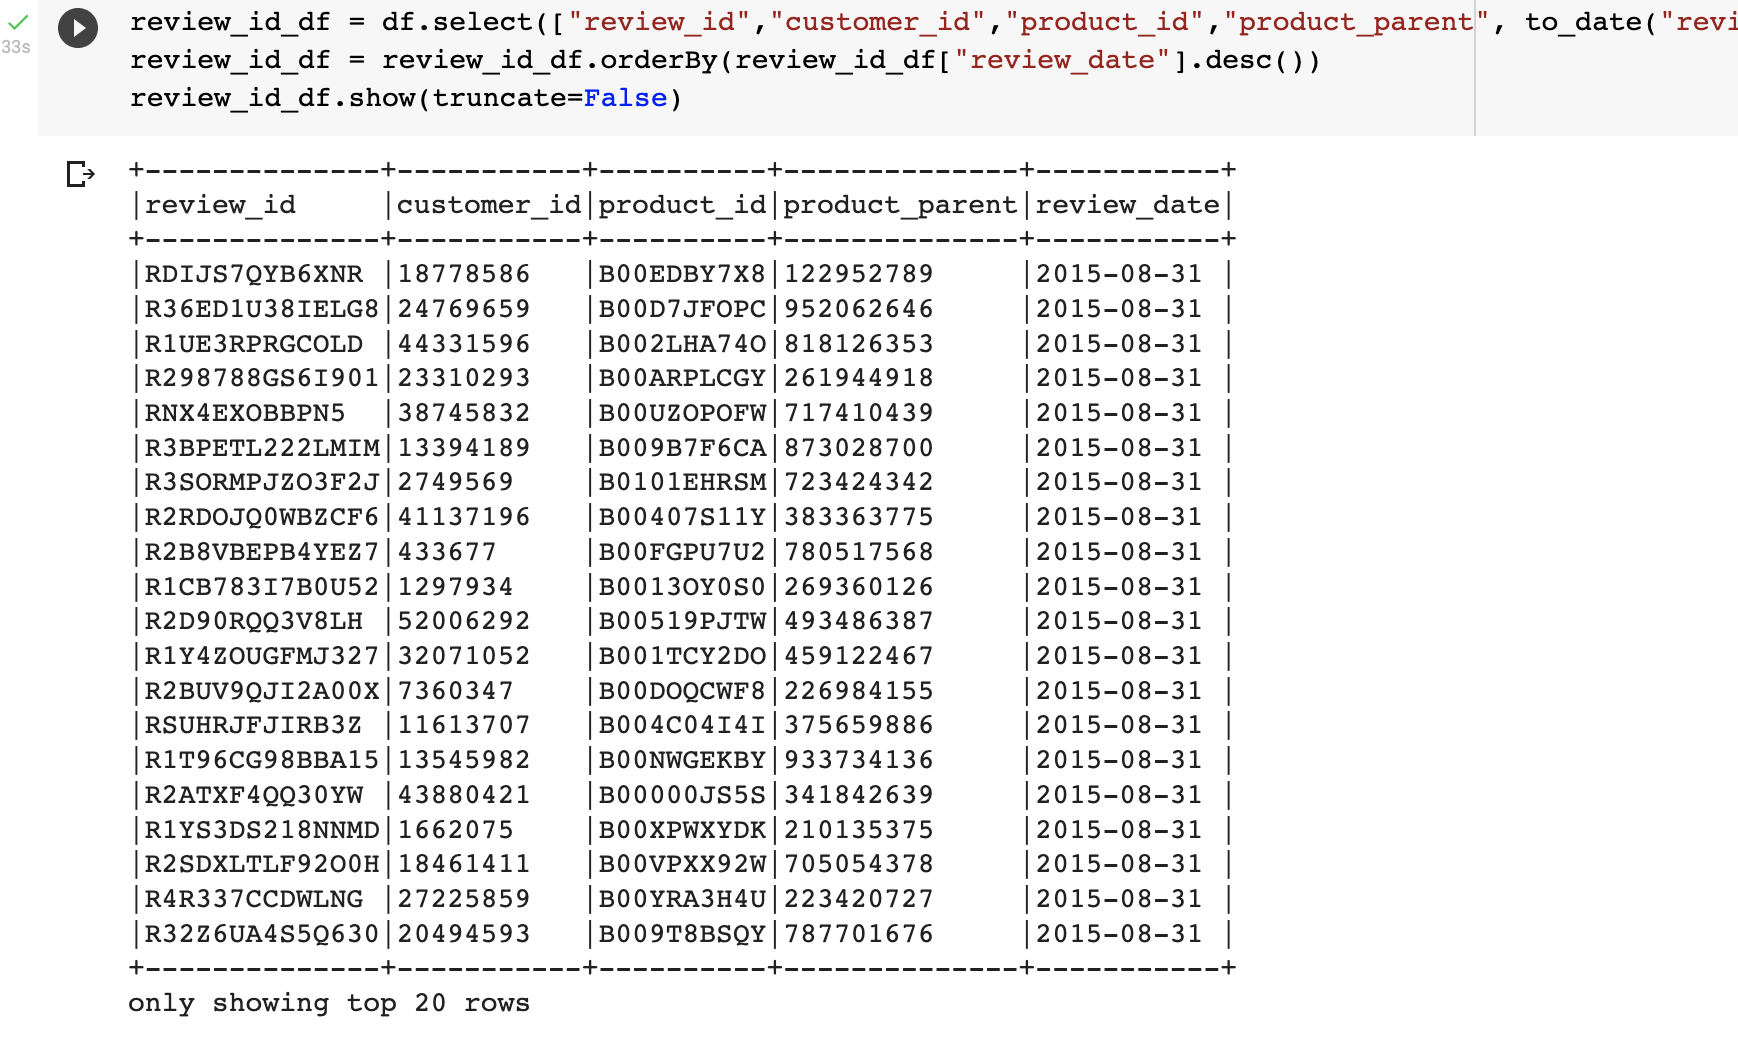 review_id_df = df.select(["review_id","customer_id","product_id","product_parent", to_date("revi
33s
review_id_df = review_id_df.orderBy(review_id_df["review_date"].desc())
review_id_df.show(truncate=False)
+--------------+-----------+----------+--------------+-----------+
|review_id     |customer_id|product_id|product_parent|review_date|
+--------------+-----------+----------+--------------+-----------+
|RDIJS7QYB6XNR |18778586   |B00EDBY7X8|122952789     |2015-08-31 |
|R36ED1U38IELG8|24769659   |B00D7JFOPC|952062646     |2015-08-31 |
|R1UE3RPRGCOLD |44331596   |B002LHA74O|818126353     |2015-08-31 |
|R298788GS6I901|23310293   |B00ARPLCGY|261944918     |2015-08-31 |
|RNX4EXOBBPN5  |38745832   |B00UZOPOFW|717410439     |2015-08-31 |
|R3BPETL222LMIM|13394189   |B009B7F6CA|873028700     |2015-08-31 |
|R3SORMPJZO3F2J|2749569    |B0101EHRSM|723424342     |2015-08-31 |
|R2RDOJQ0WBZCF6|41137196   |B00407S11Y|383363775     |2015-08-31 |
|R2B8VBEPB4YEZ7|433677     |B00FGPU7U2|780517568     |2015-08-31 |
|R1CB783I7B0U52|1297934    |B0013OY0S0|269360126     |2015-08-31 |
|R2D90RQQ3V8LH |52006292   |B00519PJTW|493486387     |2015-08-31 |
|R1Y4ZOUGFMJ327|32071052   |B001TCY2DO|459122467     |2015-08-31 |
|R2BUV9QJI2A00X|7360347    |B00DOQCWF8|226984155     |2015-08-31 |
|RSUHRJFJIRB3Z |11613707   |B004C04I4I|375659886     |2015-08-31 |
|R1T96CG98BBA15|13545982   |B00NWGEKBY|933734136     |2015-08-31 |
|R2ATXF4QQ30YW |43880421   |B00000JS5S|341842639     |2015-08-31 |
|R1YS3DS218NNMD|1662075    |B00XPWXYDK|210135375     |2015-08-31 |
|R2SDXLTLF92O0H|18461411   |B00VPXX92W|705054378     |2015-08-31 |
|R4R337CCDWLNG |27225859   |B00YRA3H4U|223420727     |2015-08-31 |
|R32Z6UA4S5Q630|20494593   |B009T8BSQY|787701676     |2015-08-31 |
+--------------+-----------+----------+--------------+-----------+
only showing top 20 rows